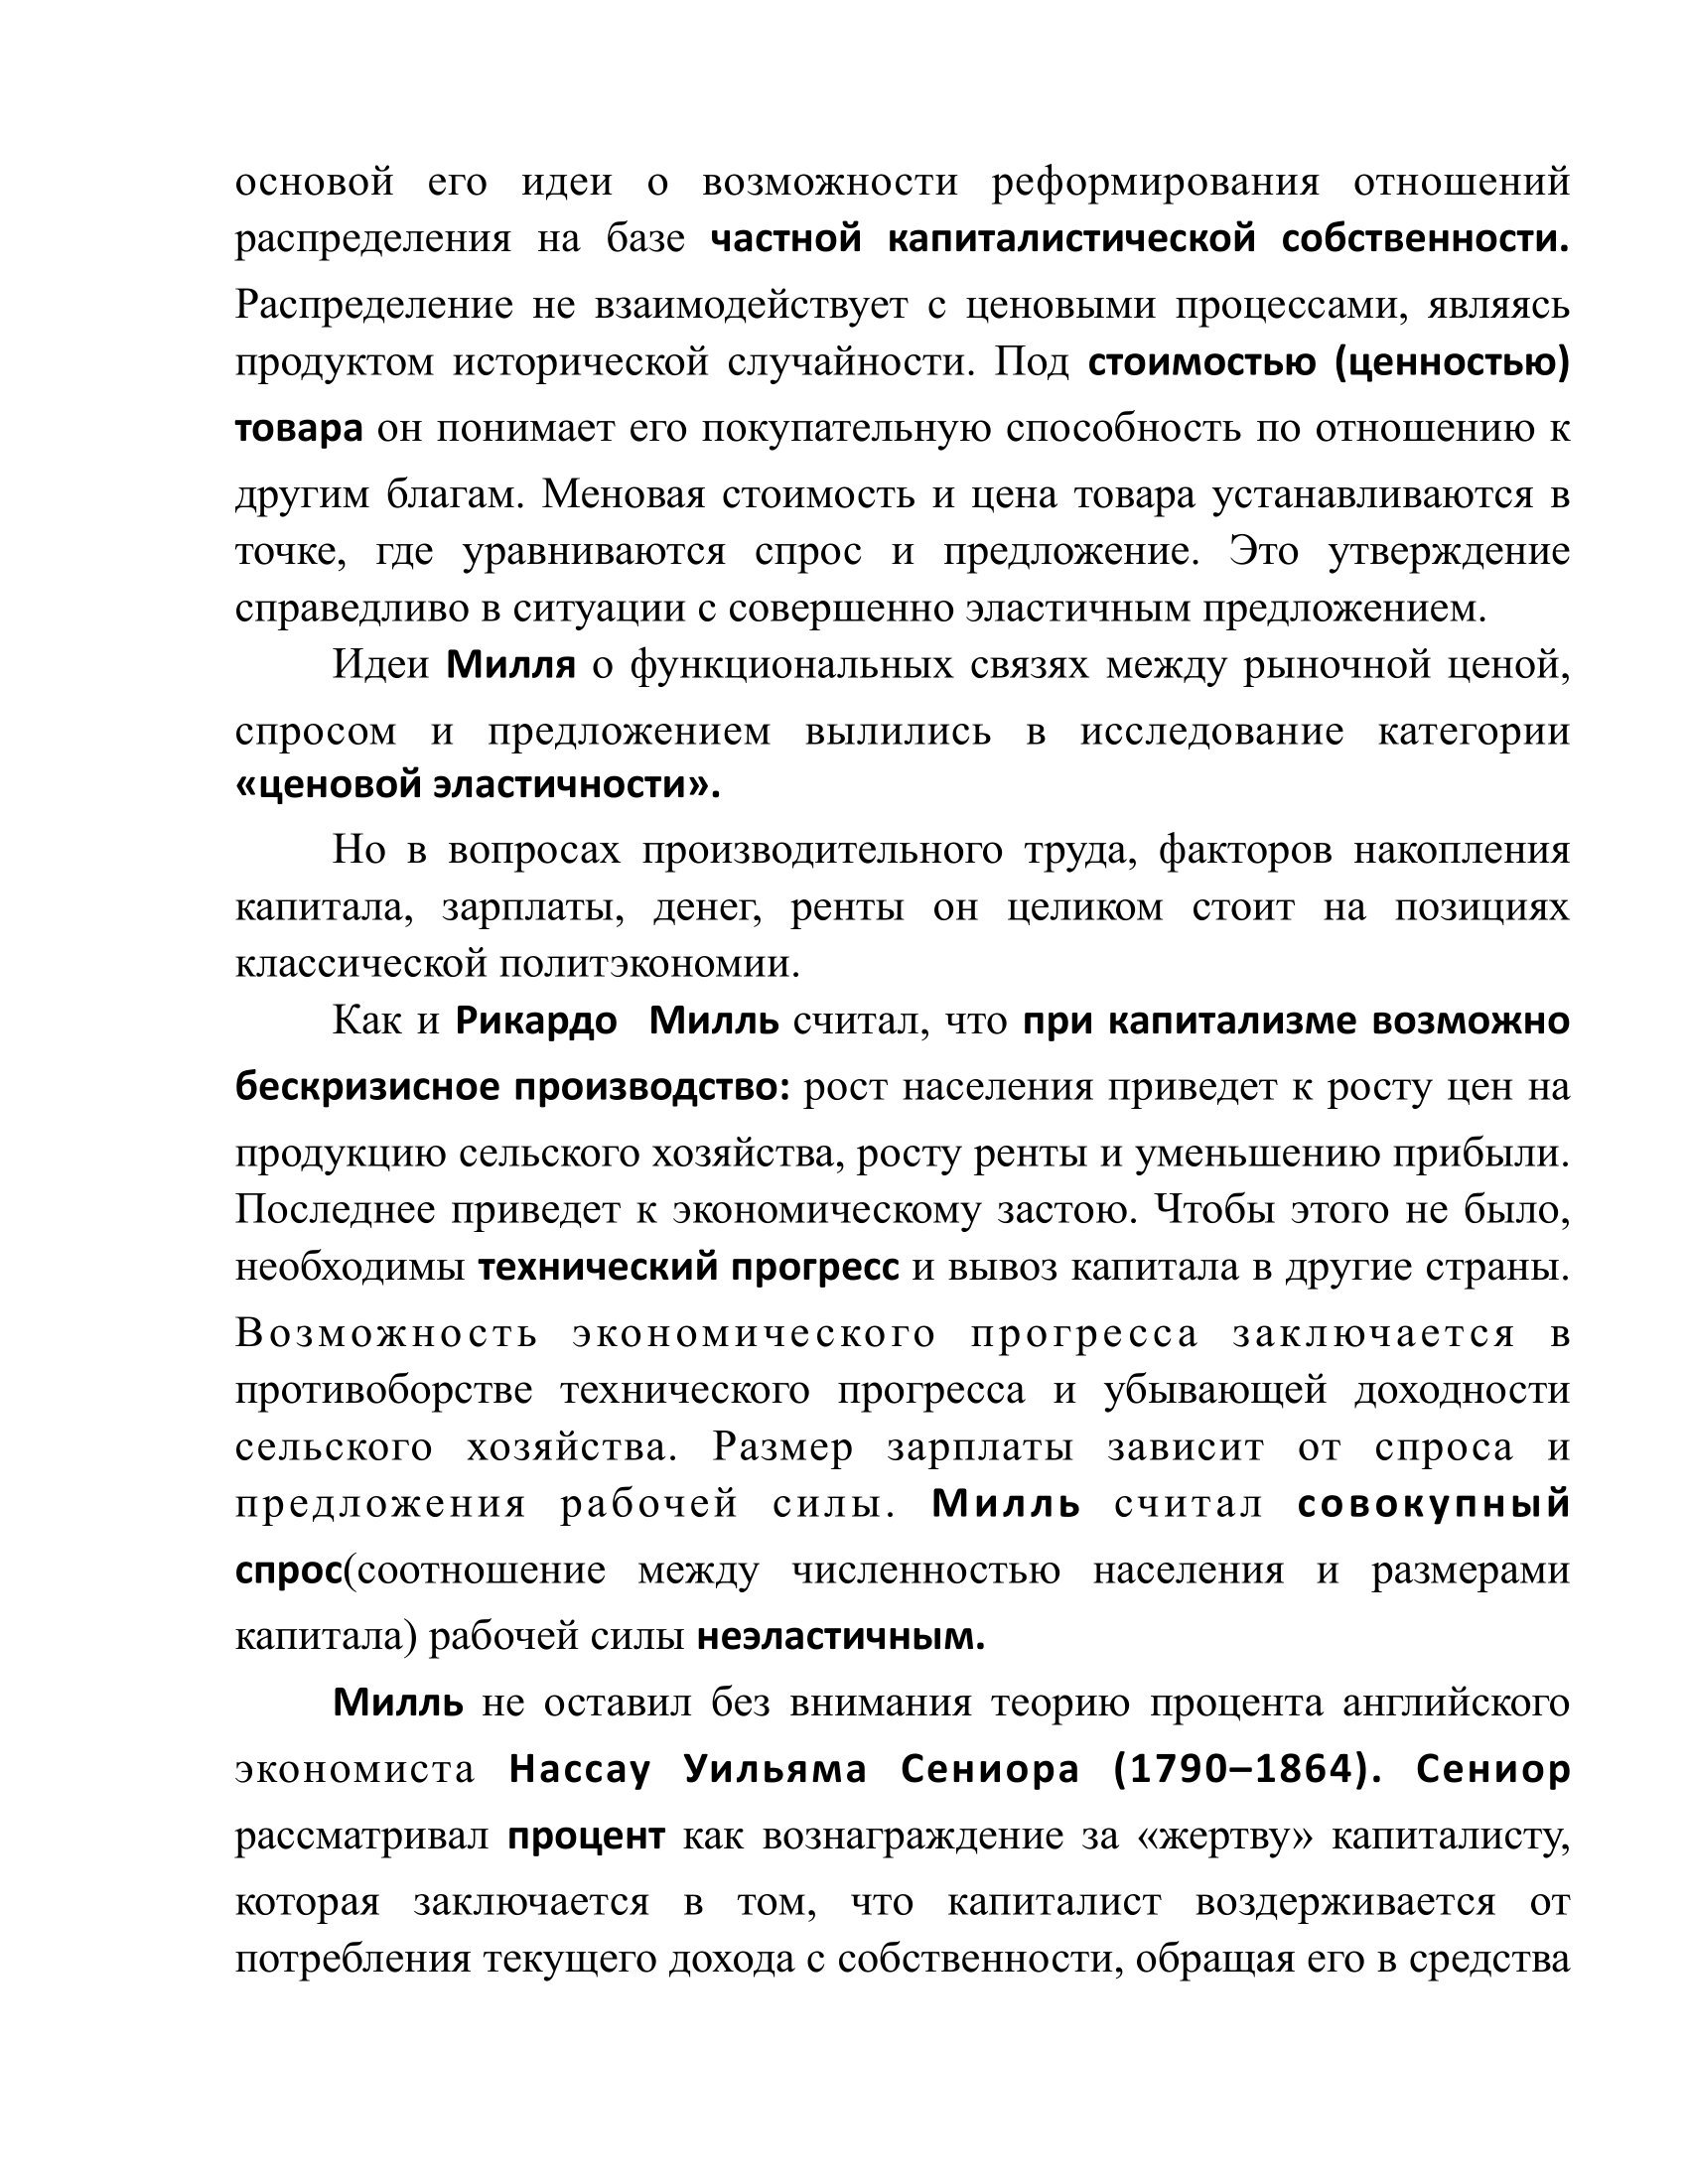 основой его идеи о возможности реформирования отношений
распределения на базе частной капиталистической собственности.
Распределение не взаимодействует с ценовыми процессами, являясь
продуктом исторической случайности. Под стоимостью (ценностью)
товара он понимает его покупательную способность по отношению к
другим благам. Меновая стоимость и цена товара устанавливаются в
точке, где уравниваются спрос и предложение. Это утверждение
справедливо в ситуации с совершенно эластичным предложением.
Идеи Милля о функциональных связях между рыночной ценой,
спросом и предложением вылились в исследование категории
«ценовой эластичности».
Но в вопросах производительного труда, факторов накопления
капитала, зарплаты, денег, ренты он целиком стоит на позициях
классической политэкономии.
Как и Рикардо Милль считал, что при капитализме возможно
бескризисное производство: рост населения приведет к росту цен на
продукцию сельского хозяйства, росту ренты и уменьшению прибыли.
Последнее приведет к экономическому застою. Чтобы этого не было,
необходимы технический прогресс и вывоз капитала в другие страны.
Возможность экономического прогресса заключается в
противоборстве технического прогресса и убывающей доходности
сельского хозяйства. Размер зарплаты зависит от спроса и
предложения рабочей силы. Милль считал совокупный
спрос(соотношение между численностью населения и размерами
капитала) рабочей силы неэластичным.
Милль не оставил без внимания теорию процента английского
экономиста Нассау Уильяма Сениора (1790–1864). Сениор
рассматривал процент как вознаграждение за «жертву» капиталисту,
которая заключается в том, что капиталист воздерживается от
потребления текущего дохода с собственности, обращая его в средства